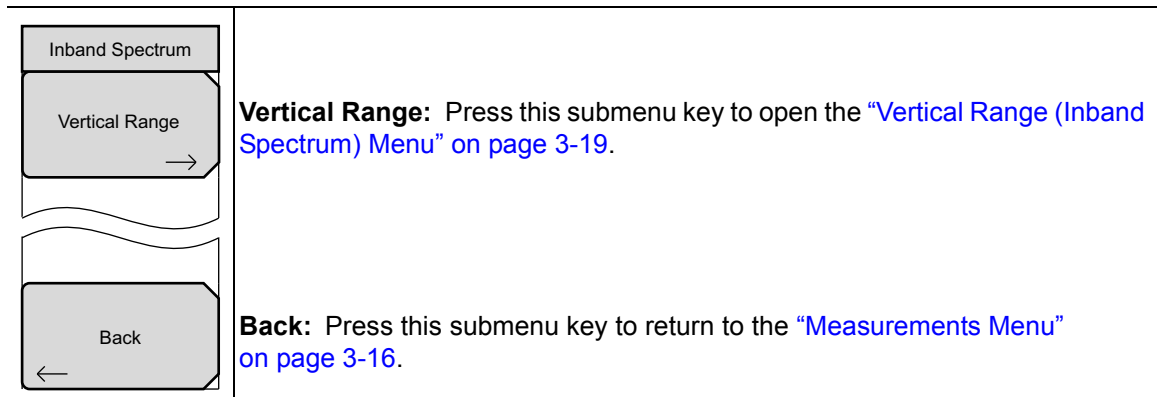 Inband Spectrum
Vertical Range
→
Vertical Range: Press this submenu key to open the “Vertical Range (Inband
Spectrum) Menu” on page 3-19.
Back
←
Back: Press this submenu key to return to the “Measurements Menu”
on page 3-16.